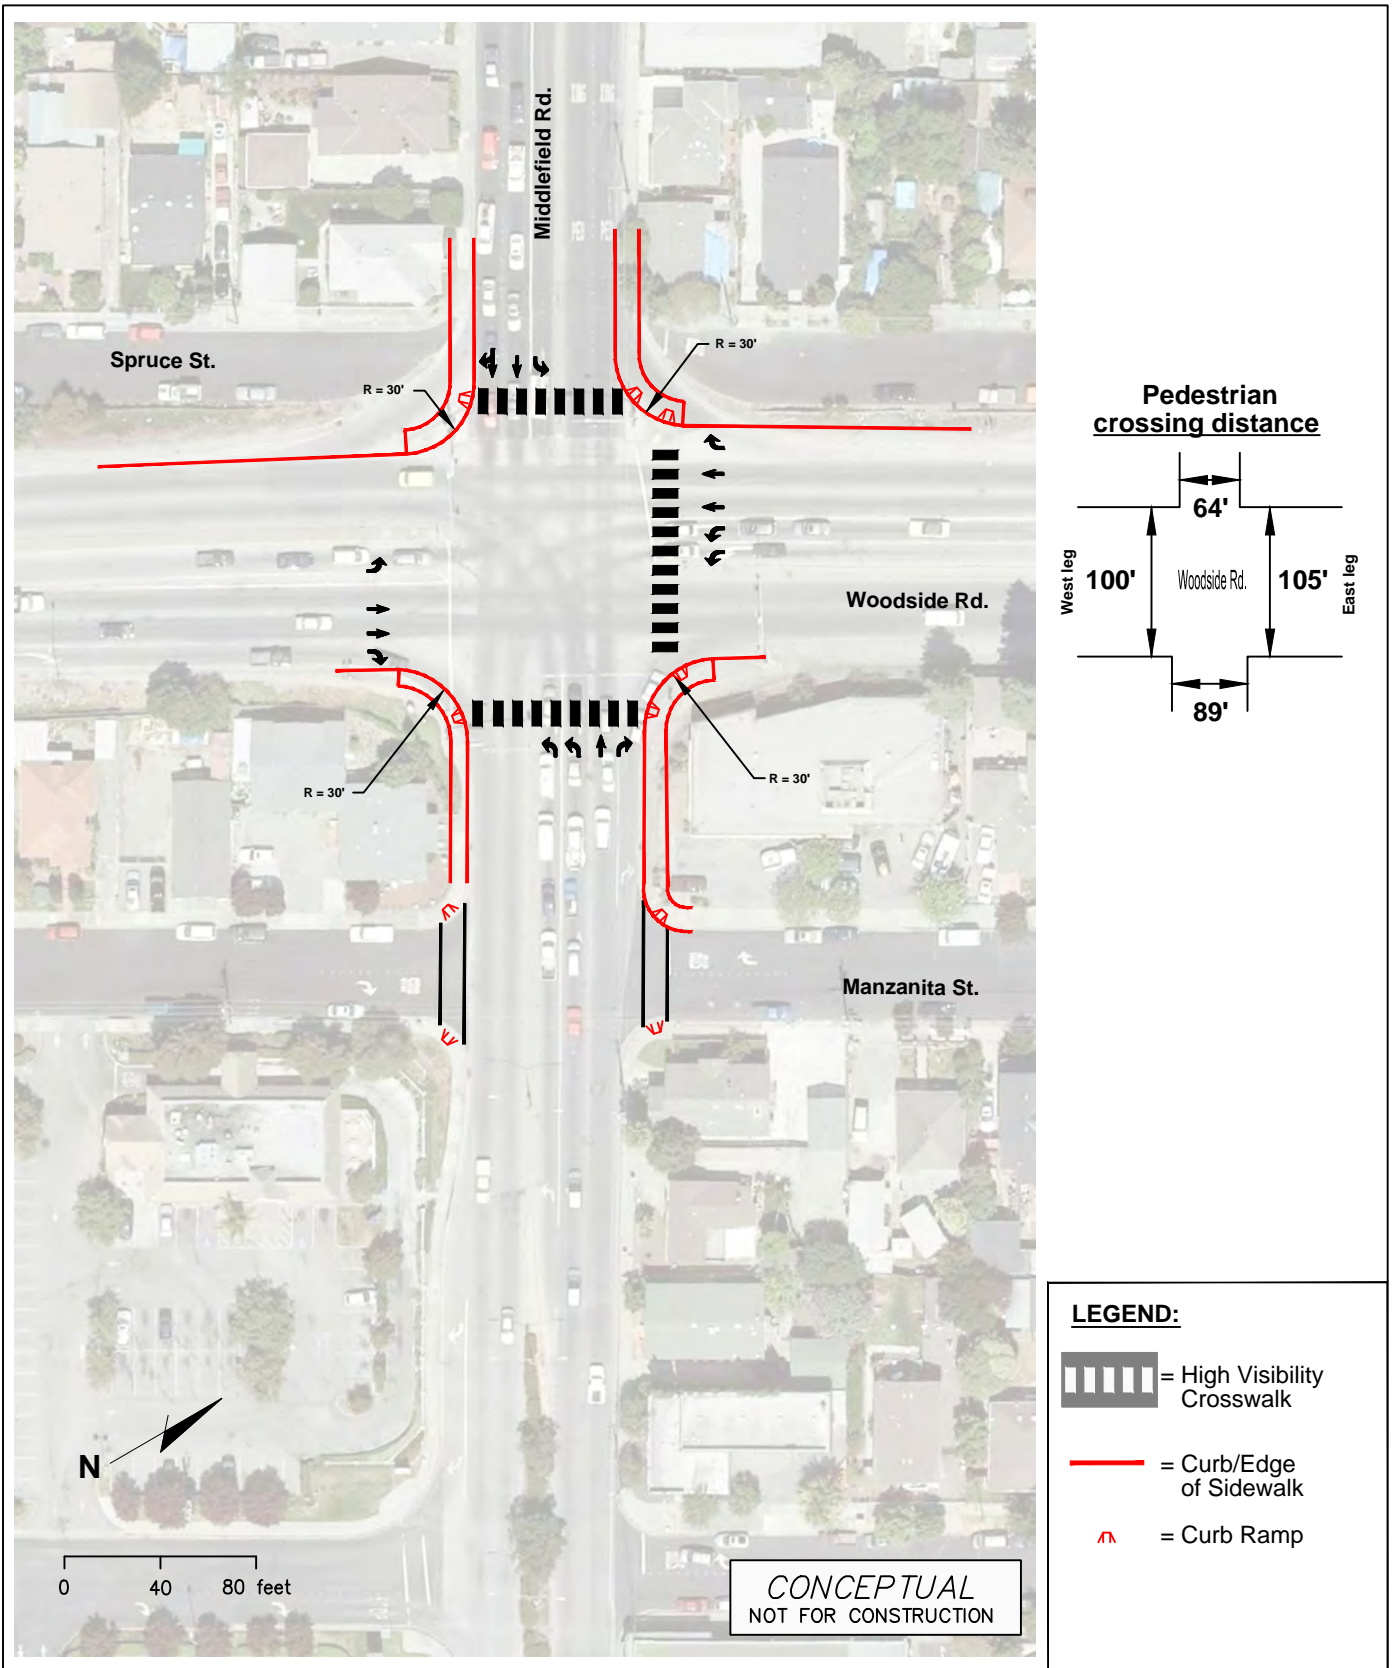 Middlefield Rd.
Spruce St.
R = 30'
R = 30'
Woodside Rd.
R = 30'
R = 30'
Manzanita St.
N
0 40 80 feet
CONCEPTUAL
NOT FOR CONSTRUCTION
Pedestrian
crossing distance
64'
West leg
100'
Woodside Rd.
105'
East leg
89'
LEGEND:
= High Visibility
Crosswalk
= Curb/Edge
of Sidewalk
= Curb Ramp